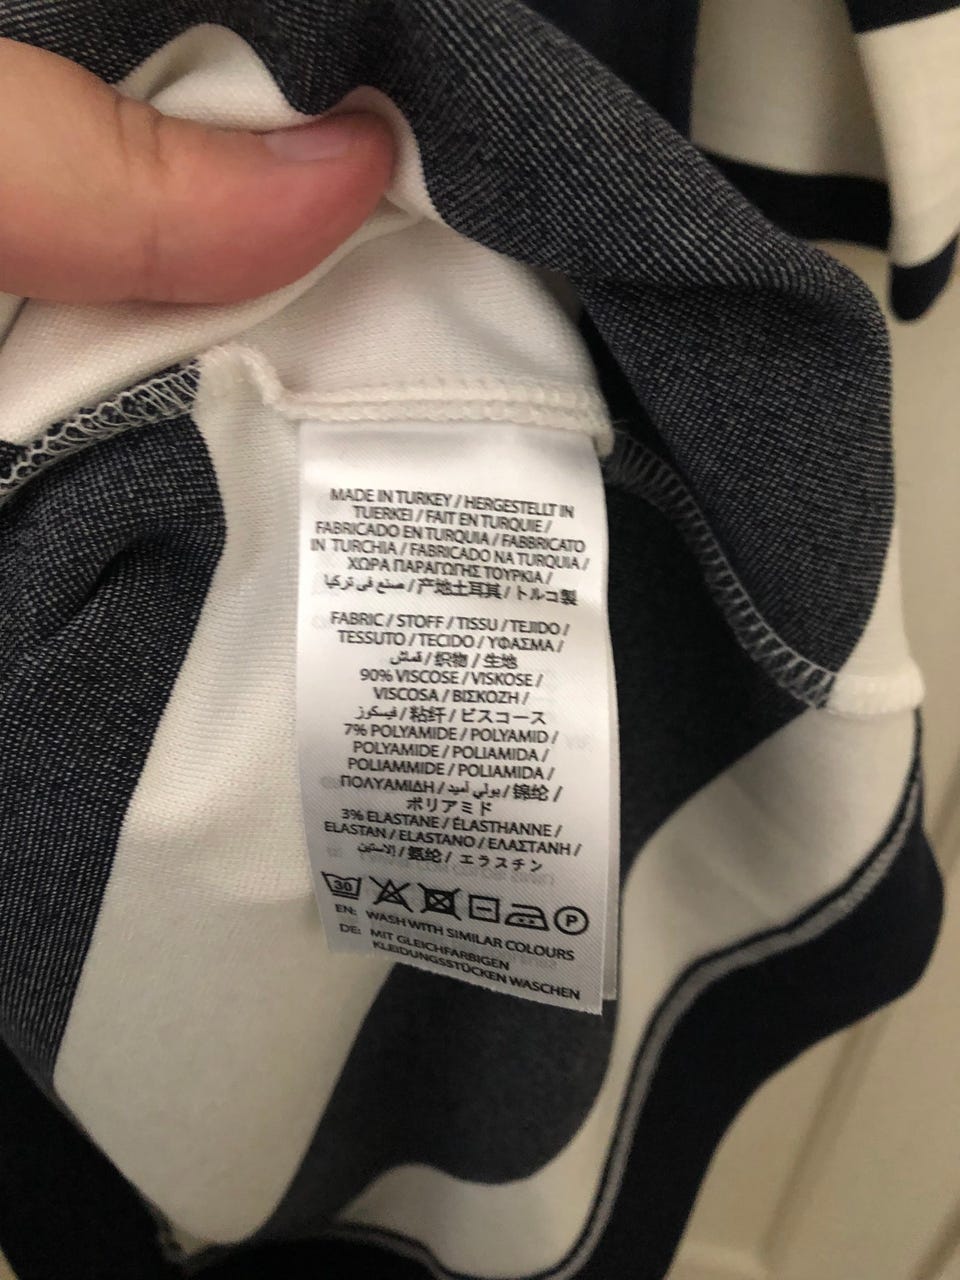 MADE IN TURKEY / HERGESTELLT IN
TUERKEI / FAIT EN TURQUIE /
FABRICADO EN TURQUIA / FABBRICATO
IN TURCHIA / FABRICADO NA TURQUIA /
ΧΩΡΑ ΠΑΡΑΓΩΓΗΣ ΤΟΥΡΚΙΑ /
صنع في تركيا / 产地土耳其 / トルコ製
FABRIC / STOFF / TISSU / TEJIDO /
TESSUTO / TECIDO / ΥΦΑΣΜΑ /
قماش / 织物 / 生地
90% VISCOSE / VISKOSE /
VISCOSA / ΒΙΣΚΟΖΗ /
فيسكوز / 粘纤 / ビスコース
7% POLYAMIDE / POLYAMID /
POLYAMIDE / POLIAMIDA /
POLIAMMIDE / POLIAMIDA /
ΠΟΛΥΑΜΙΔΗ / بولي أميد / 锦纶 /
ポリアミド
3% ELASTANE / ÉLASTHANNE /
ELASTAN / ELASTANO / ΕΛΑΣΤΑΝΗ /
إلاستين / 氨纶 / エラスチン
30 P
EN: WASH WITH SIMILAR COLOURS
DE: MIT GLEICHFARBIGEN
KLEIDUNGSSTÜCKEN WASCHEN